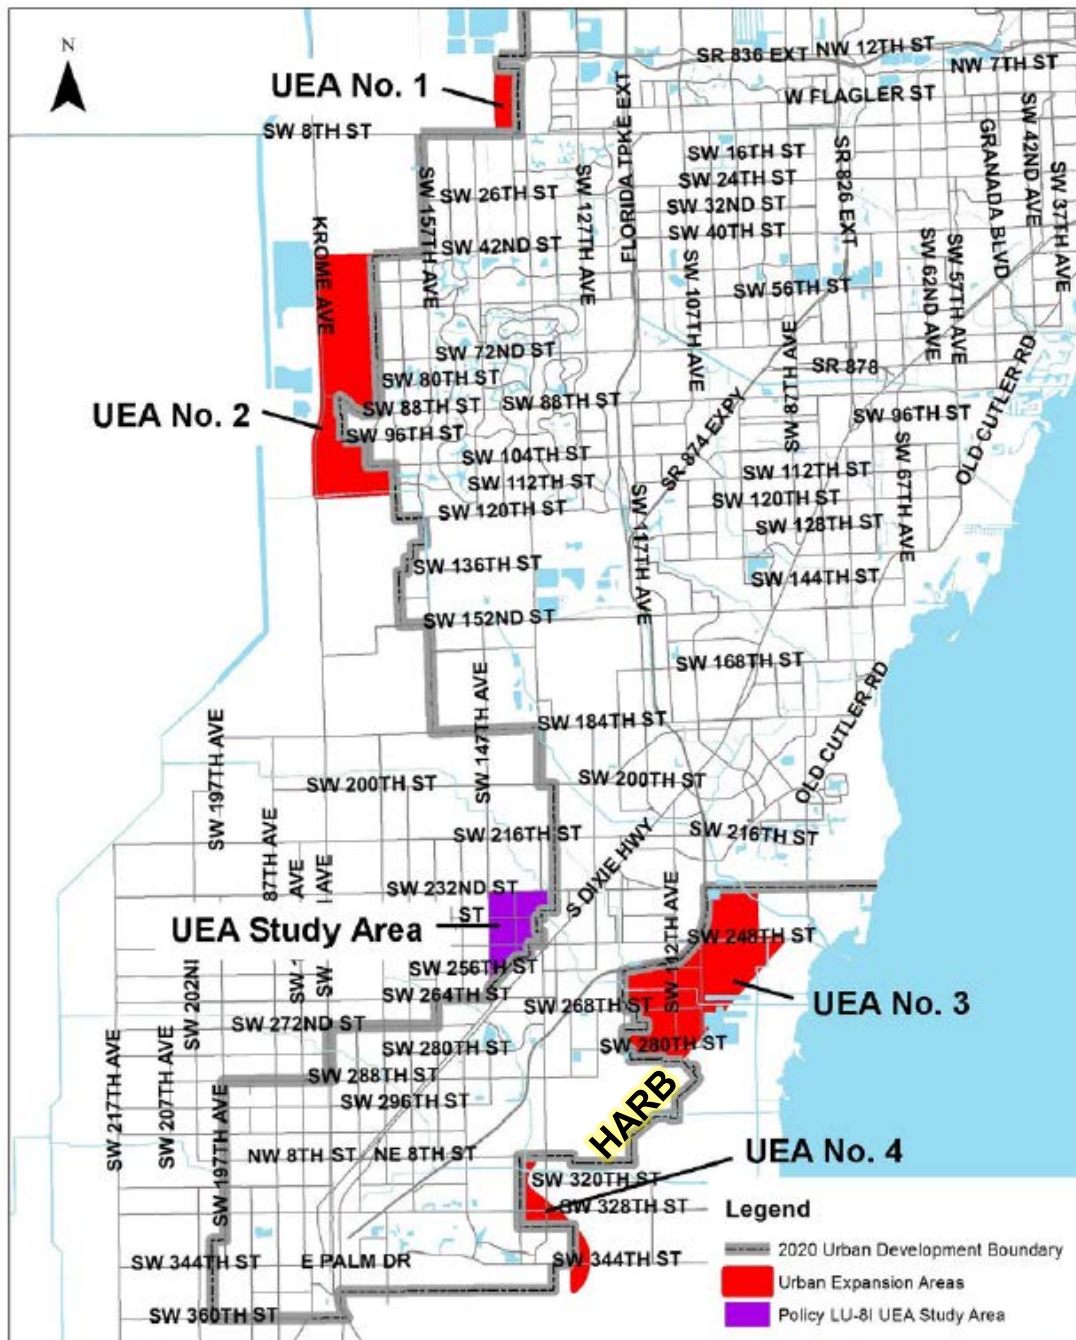 N
SR 836 EXT
NW 12TH ST
NW 7TH ST
UEA No. 1
W FLAGLER ST
SW 8TH ST
FLORIDA TPKE EXT
SW 16TH ST
SR 826 EXT
GRANADA BLVD
SW 42ND AVE
SW 37TH AVE
SW 24TH ST
SW 26TH ST
SW 157TH AVE
SW 127TH AVE
SW 32ND ST
SW 40TH ST
SW 42ND ST
KROME AVE
SW 107TH AVE
SW 56TH ST
SW 62ND AVE
SW 57TH AVE
SW 72ND ST
SW 87TH AVE
SR 878
SW 80TH ST
SW 88TH ST
SW 88TH ST
OLD CUTLER RD
UEA No. 2
SW 96TH ST
SW 96TH ST
SR 874 EXPY
SW 67TH AVE
SW 104TH ST
SW 112TH ST
SW 112TH ST
SW 120TH ST
SW 120TH ST
SW 128TH ST
SW 117TH AVE
SW 136TH ST
SW 144TH ST
SW 152ND ST
SW 168TH ST
SW 147TH AVE
OLD CUTLER RD
SW 184TH ST
SW 197TH AVE
SW 200TH ST
SW 200TH ST
SW 216TH ST
SW 216TH ST
87TH AVE
AVE
AVE
S DIXIE HWY
SW 232ND ST
ST
SW 112TH AVE
UEA Study Area
SW 248TH ST
SW 256TH ST
SW 202N
SW
SW 264TH ST
SW 268TH ST
UEA No. 3
SW 272ND ST
SW 280TH ST
SW 280TH ST
SW 217TH AVE
SW 207TH AVE
SW 288TH ST
SW 296TH ST
HARB
SW 197TH AVE
NW 8TH ST
NE 8TH ST
UEA No. 4
SW 320TH ST
SW 328TH ST
SW 344TH ST
E PALM DR
SW 344TH ST
SW 360TH ST
Legend
2020 Urban Development Boundary
Urban Expansion Areas
Policy LU-8I UEA Study Area